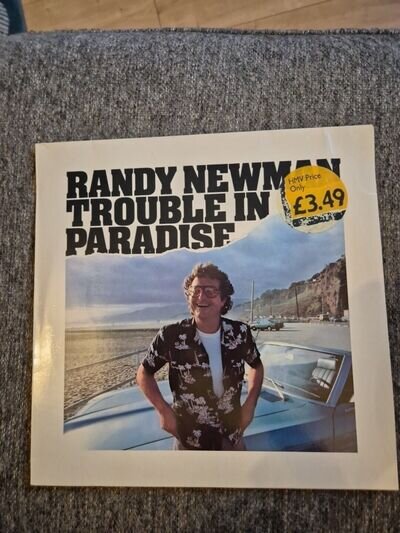 RANDY NEWMAN
TROUBLE IN
PARADISE
HMV Price
Only
£3.49